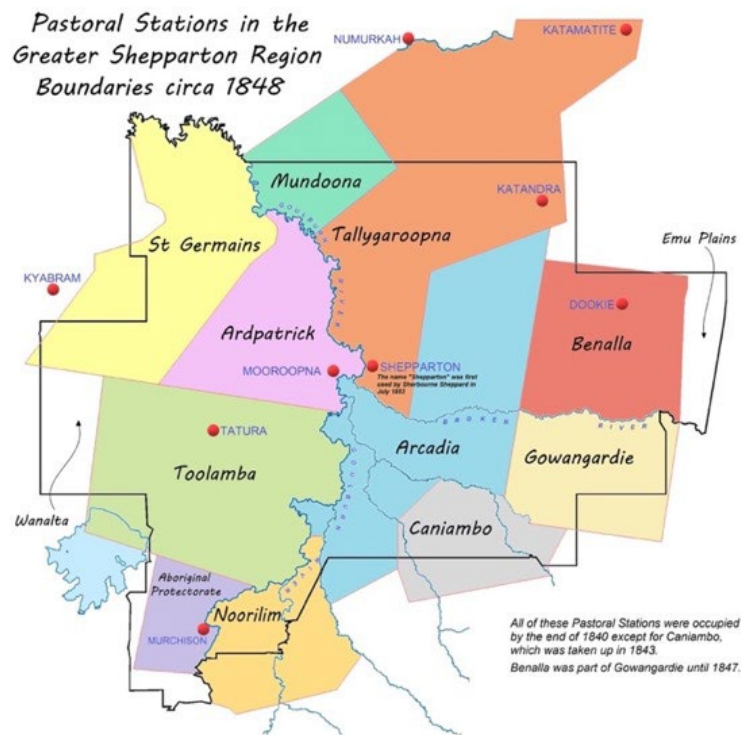 Pastoral Stations in the
Greater Shepparton Region
Boundaries circa 1848
NUMURKAH
KATAMATITE
Mundoona
KATANDRA
GOULBURN
St Germains
Tallygaroopna
Emu Plains
KYABRAM
RIVER
DOOKIE
Ardpatrick
Benalla
MOOROOPNA
SHEPPARTON
The name "Shepparton" was first
used by Sherbourne Sheppard in
July 1853
BROKEN
RIVER
TATURA
Arcadia
Gowangardie
Toolamba
Wanalta
Caniambo
Aboriginal
Protectorate
Noorilim
MURCHISON
All of these Pastoral Stations were occupied
by the end of 1840 except for Caniambo,
which was taken up in 1843.
Benalla was part of Gowangardie until 1847.